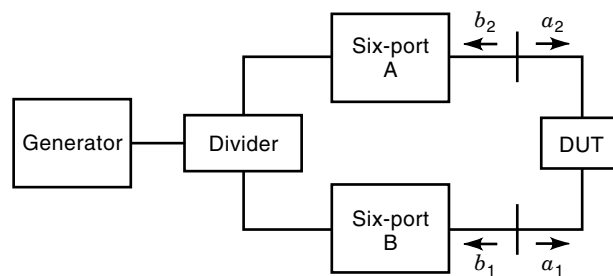 Six-port
A
b2
a2
Generator
Divider
DUT
Six-port
B
b1
a1